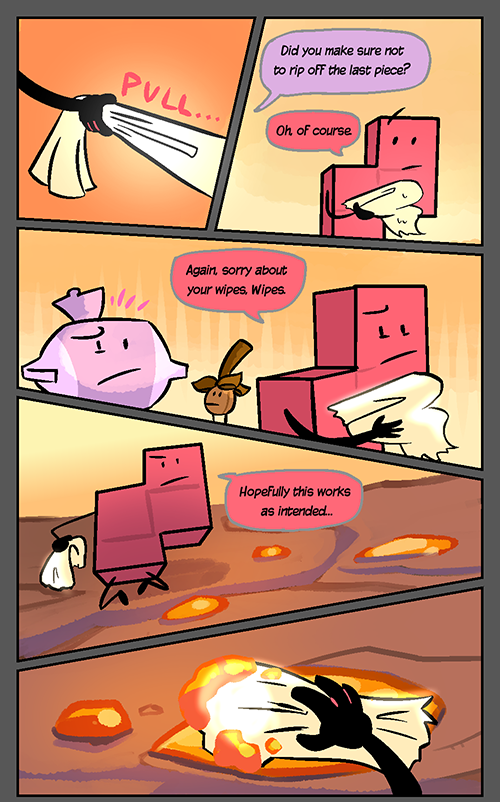 PULL...
Did you make sure not
to rip off the last piece?
Oh, of course.
Again, sorry about
your wipes, Wipes.
Hopefully this works
as intended...